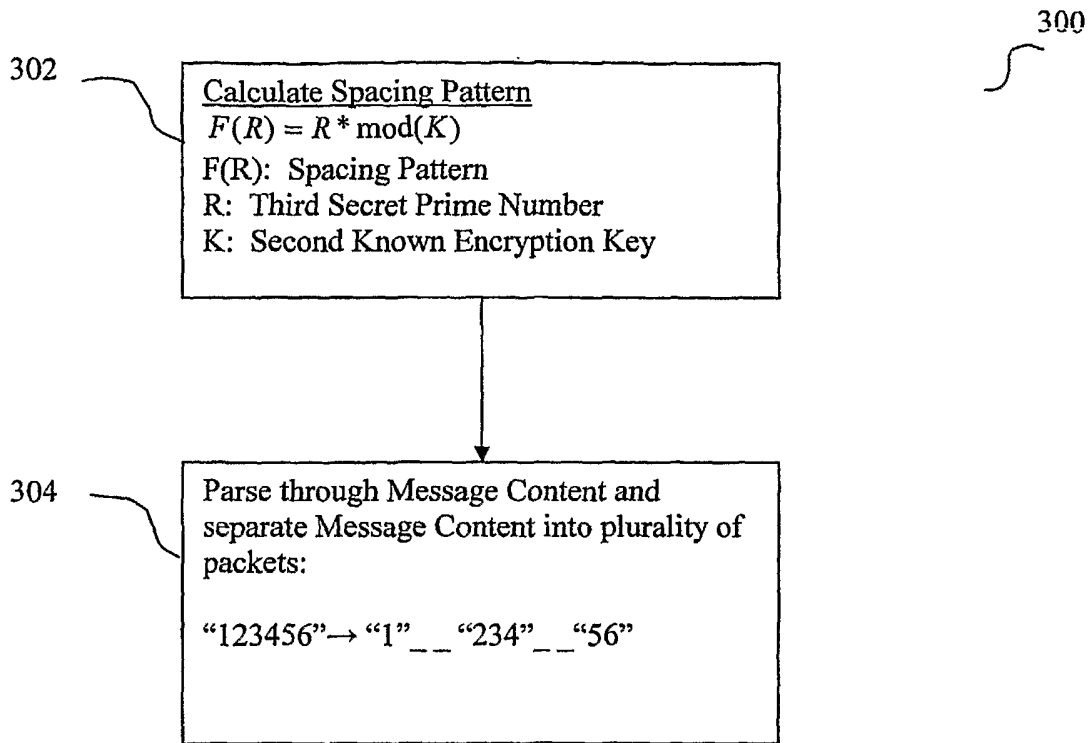 300
302
Calculate Spacing Pattern
F(R) = R * mod(K)
F(R): Spacing Pattern
R: Third Secret Prime Number
K: Second Known Encryption Key
304
Parse through Message Content and
separate Message Content into plurality of
packets:
“123456”→ “1”_ _ “234”_ _“56”